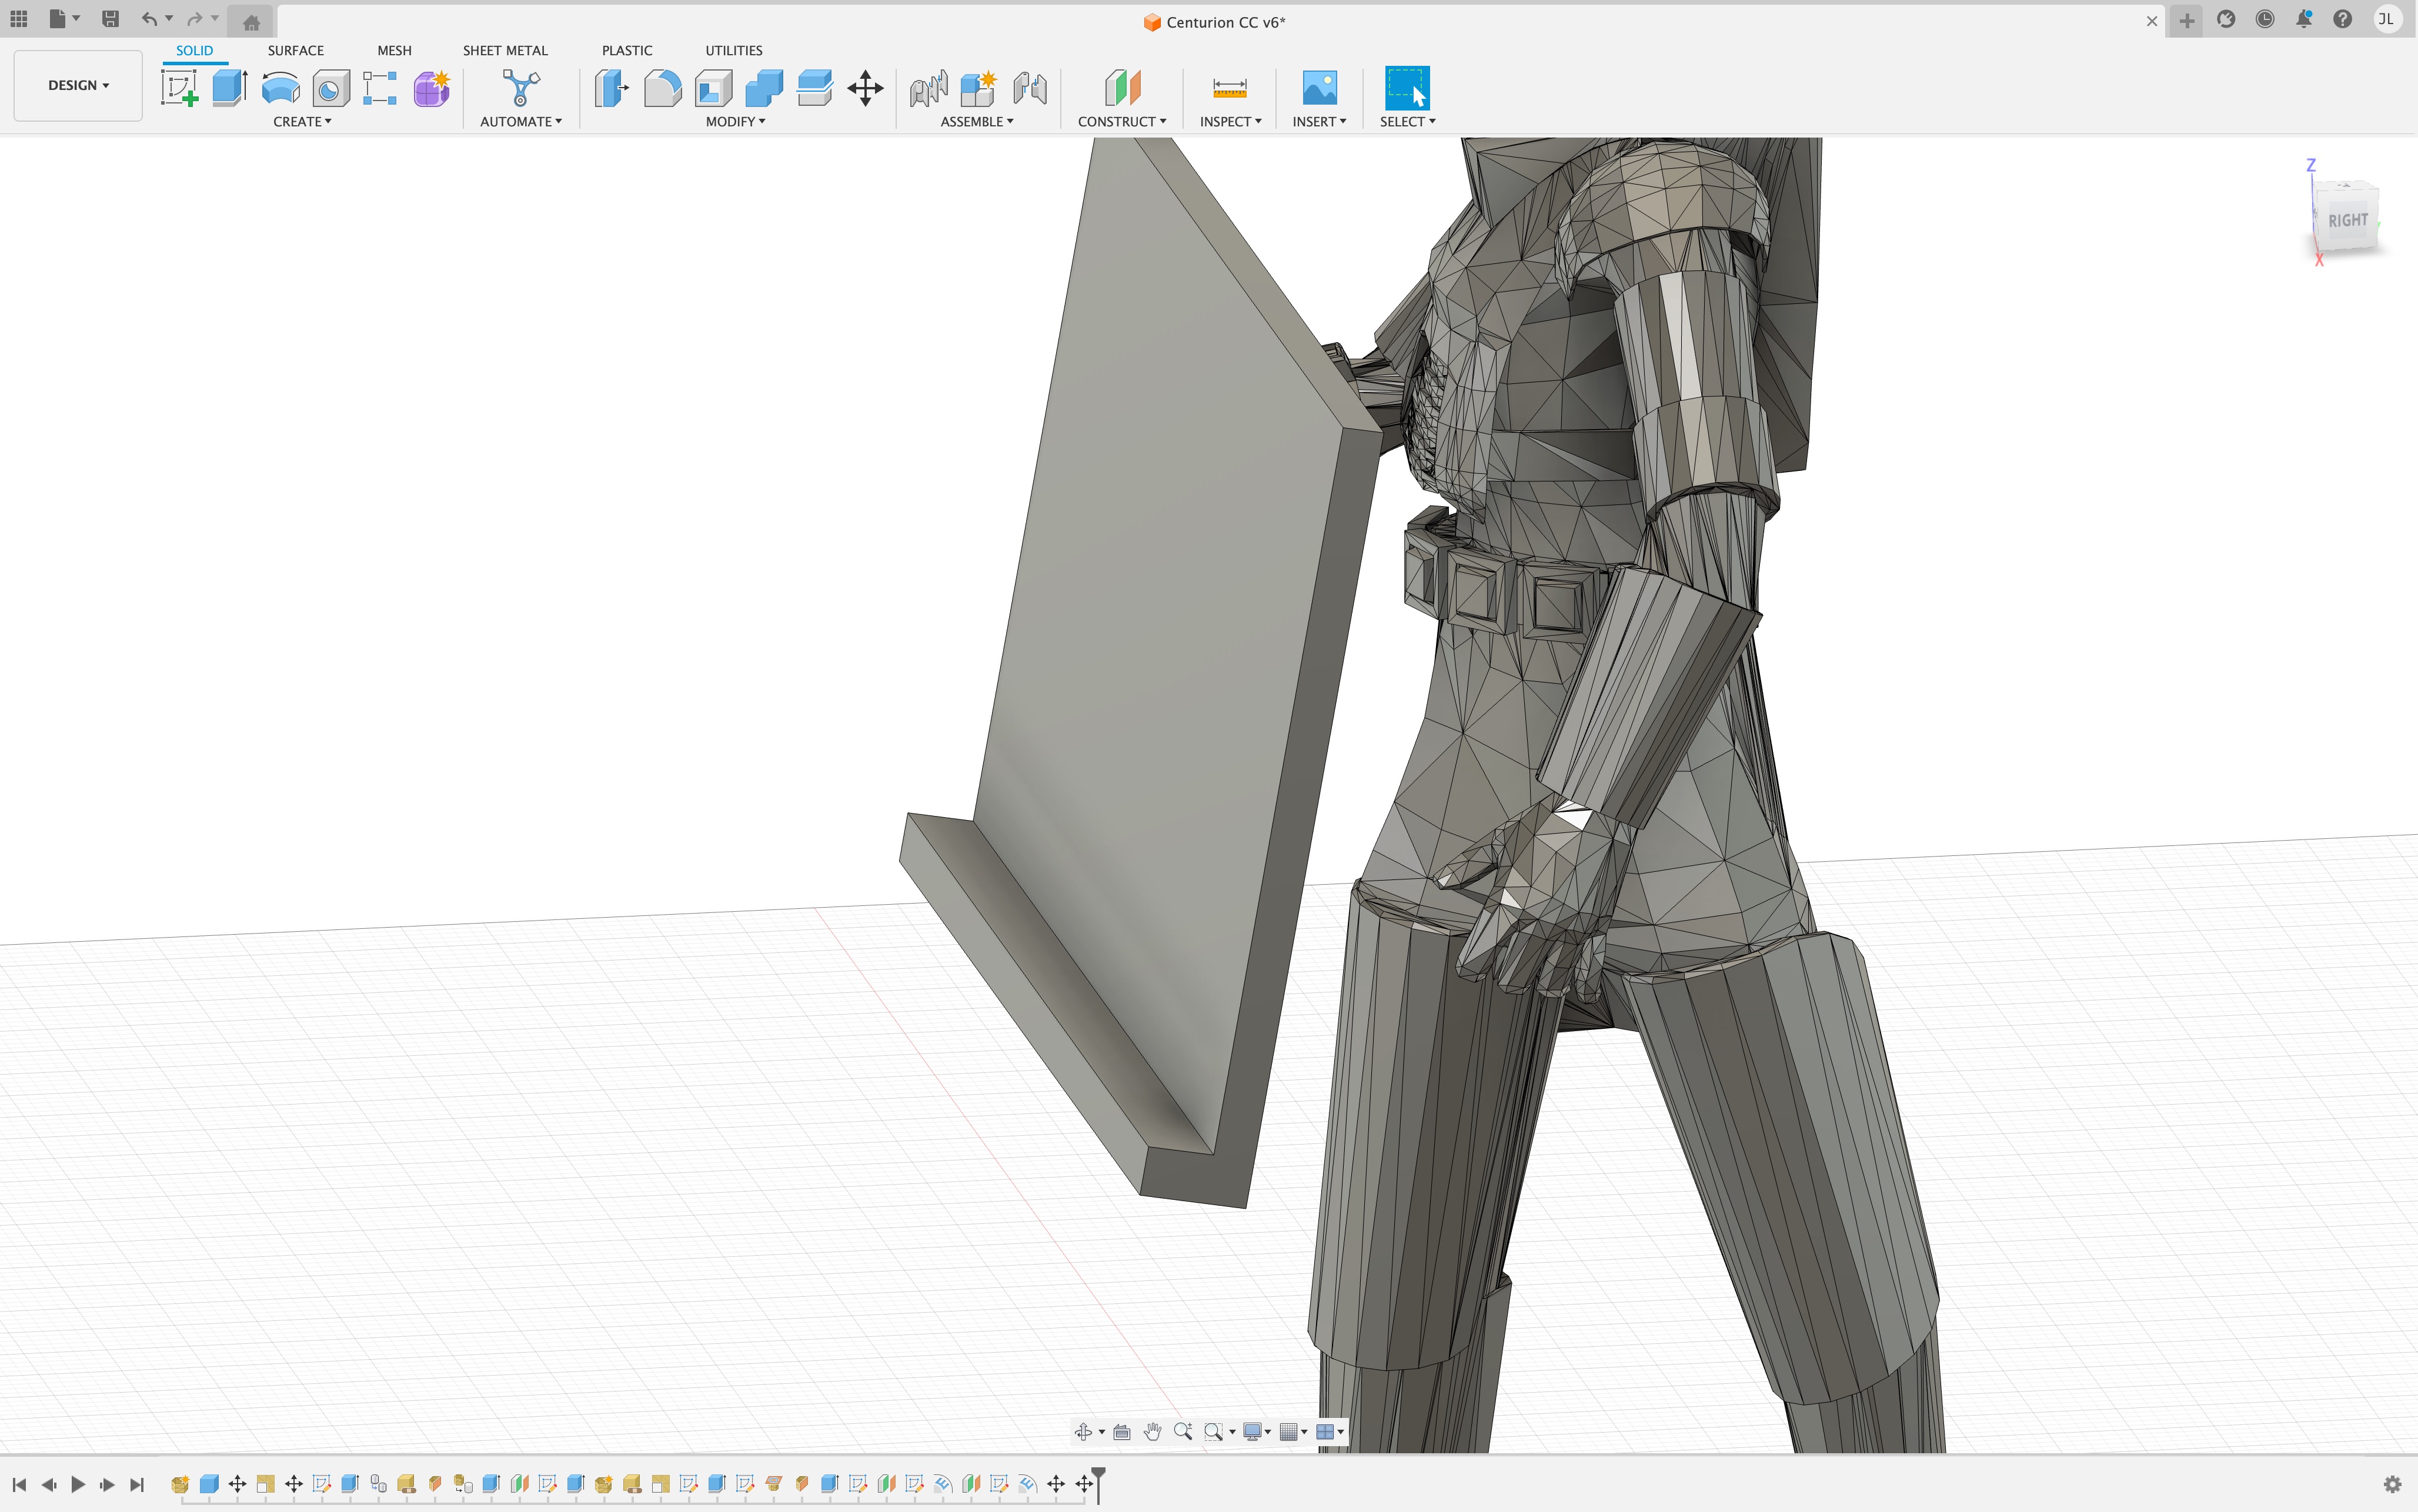 Centurion CC v6*
JL
SOLID SURFACE MESH SHEET METAL PLASTIC UTILITIES
DESIGN
CREATE AUTOMATE MODIFY ASSEMBLE CONSTRUCT INSPECT INSERT SELECT
Z
RIGHT
X